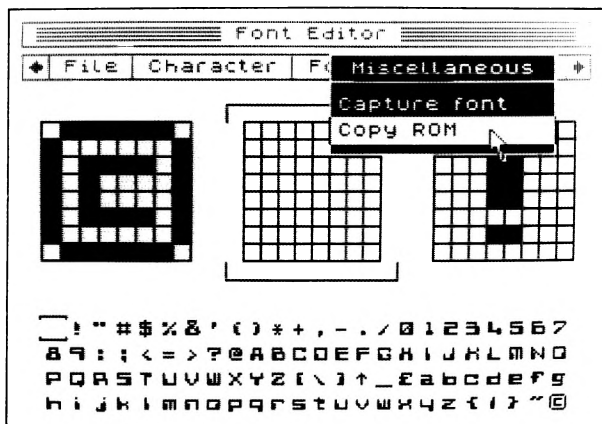 Font Editor
File Character Fo Miscellaneous
Capture font
Copy ROM
! " # $ % & ' ( ) * + , - . / 0 1 2 3 4 5 6 7
8 9 : ; < = > ? @ A B C D E F G H I J K L M N O
P Q R S T U V W X Y Z [ \ ] ↑ _ £ a b c d e f g
h i j k l m n o p q r s t u v w x y z { | } ~ ©